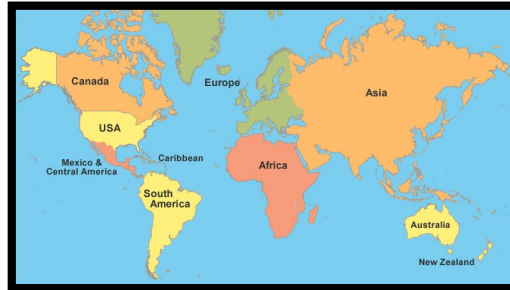 Canada
Europe
Asia
USA
Caribbean
Mexico &
Central America
Africa
South
America
Australia
New Zealand